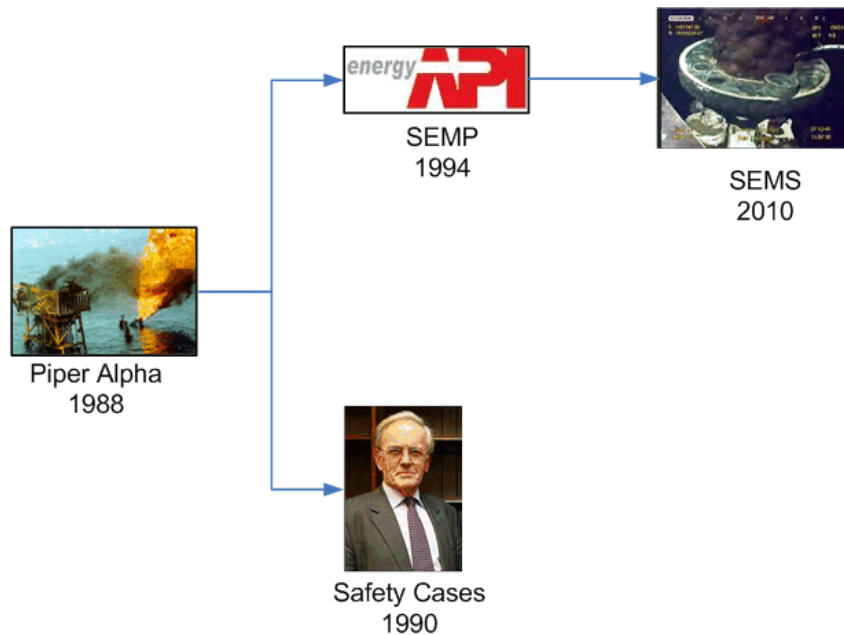 energy API
SEMP
1994
SEMS
2010
Piper Alpha
1988
Safety Cases
1990